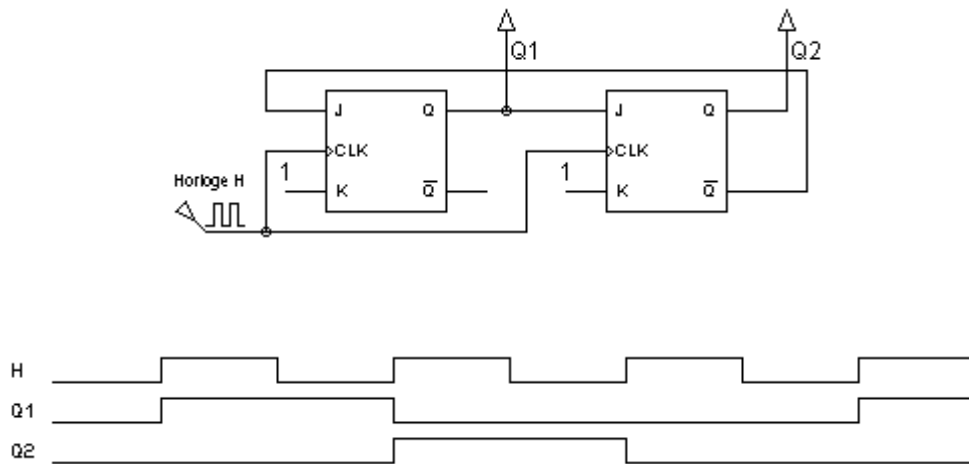 Q1 Q2
J Q J Q
CLK CLK
1 1
Horloge H
K Q̅ K Q̅
H
Q1
Q2